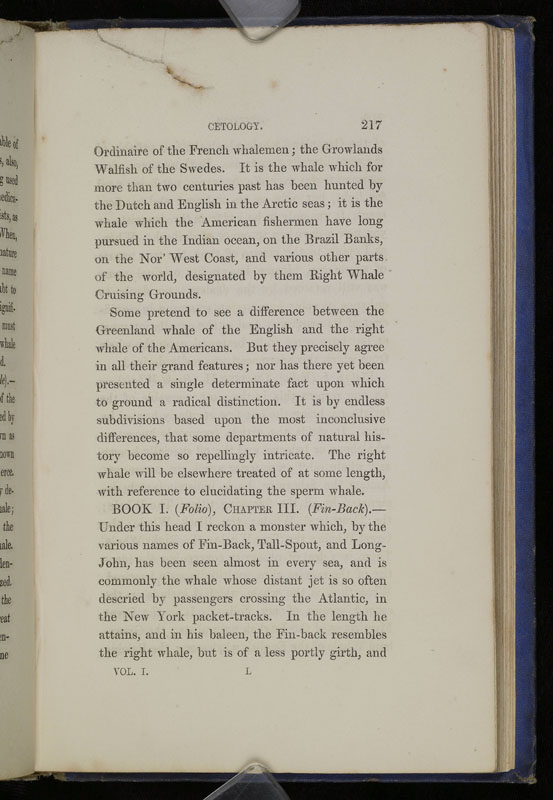 CETOLOGY. 217
Ordinaire of the French whalemen; the Growlands
Walfish of the Swedes. It is the whale which for
more than two centuries past has been hunted by
the Dutch and English in the Arctic seas; it is the
whale which the American fishermen have long
pursued in the Indian ocean, on the Brazil Banks,
on the Nor' West Coast, and various other parts
of the world, designated by them Right Whale
Cruising Grounds.
Some pretend to see a difference between the
Greenland whale of the English and the right
whale of the Americans. But they precisely agree
in all their grand features; nor has there yet been
presented a single determinate fact upon which
to ground a radical distinction. It is by endless
subdivisions based upon the most inconclusive
differences, that some departments of natural his-
tory become so repellingly intricate. The right
whale will be elsewhere treated of at some length,
with reference to elucidating the sperm whale.
BOOK I. (Folio), CHAPTER III. (Fin-Back).—
Under this head I reckon a monster which, by the
various names of Fin-Back, Tall-Spout, and Long-
John, has been seen almost in every sea, and is
commonly the whale whose distant jet is so often
descried by passengers crossing the Atlantic, in
the New York packet-tracks. In the length he
attains, and in his baleen, the Fin-back resembles
the right whale, but is of a less portly girth, and
VOL. I. L